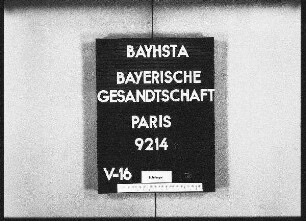 BAYHSTA
BAYERISCHE
GESANDTSCHAFT
PARIS
9214
V-16